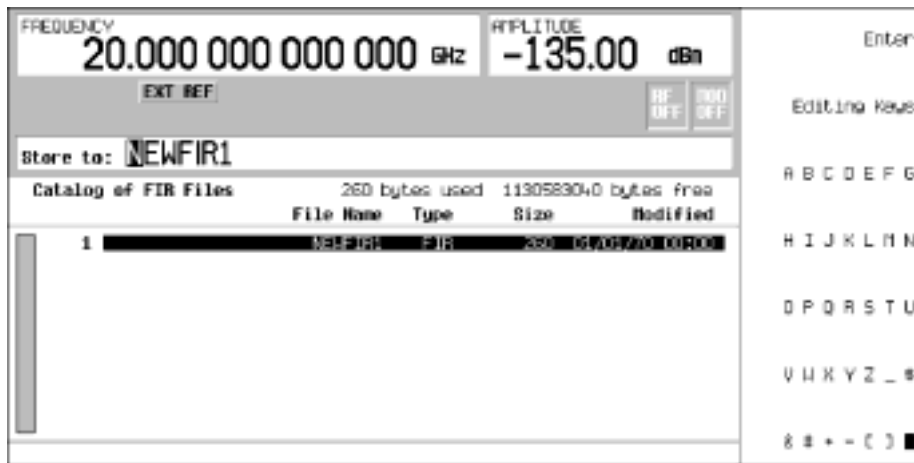 FREQUENCY
20.000 000 000 000 GHz
AMPLITUDE
-135.00 dBm
EXT REF
RF OFF
MOD OFF
Store to: NEWFIR1
Catalog of FIR Files 260 bytes used 1130583040 bytes free
File Name Type Size Modified
1 NEWFIR1 FIR 260 01/01/70 00:00
Enter
Editing Keys
A B C D E F G
H I J K L M N
O P Q R S T U
V W X Y Z _
& # + - ( )